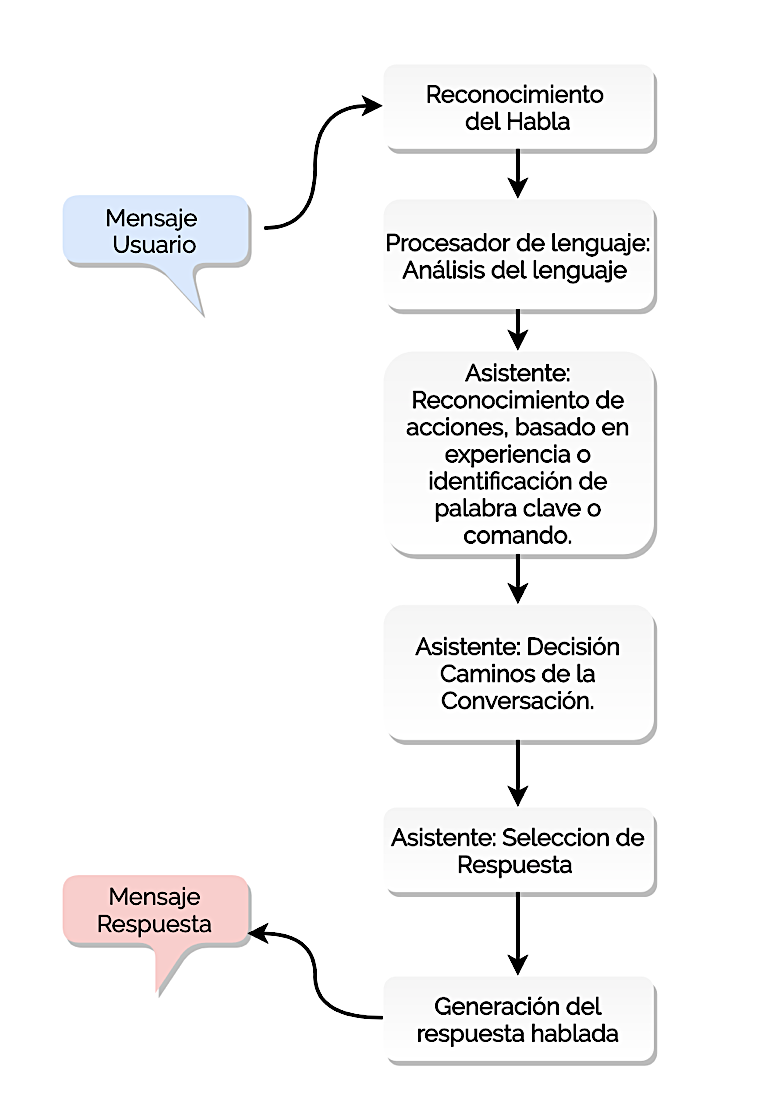 Mensaje
Usuario
Reconocimiento
del Habla
Procesador de lenguaje:
Análisis del lenguaje
Asistente:
Reconocimiento de
acciones, basado en
experiencia o
identificación de
palabra clave o
comando.
Asistente: Decisión
Caminos de la
Conversación.
Asistente: Seleccion de
Respuesta
Generación del
respuesta hablada
Mensaje
Respuesta